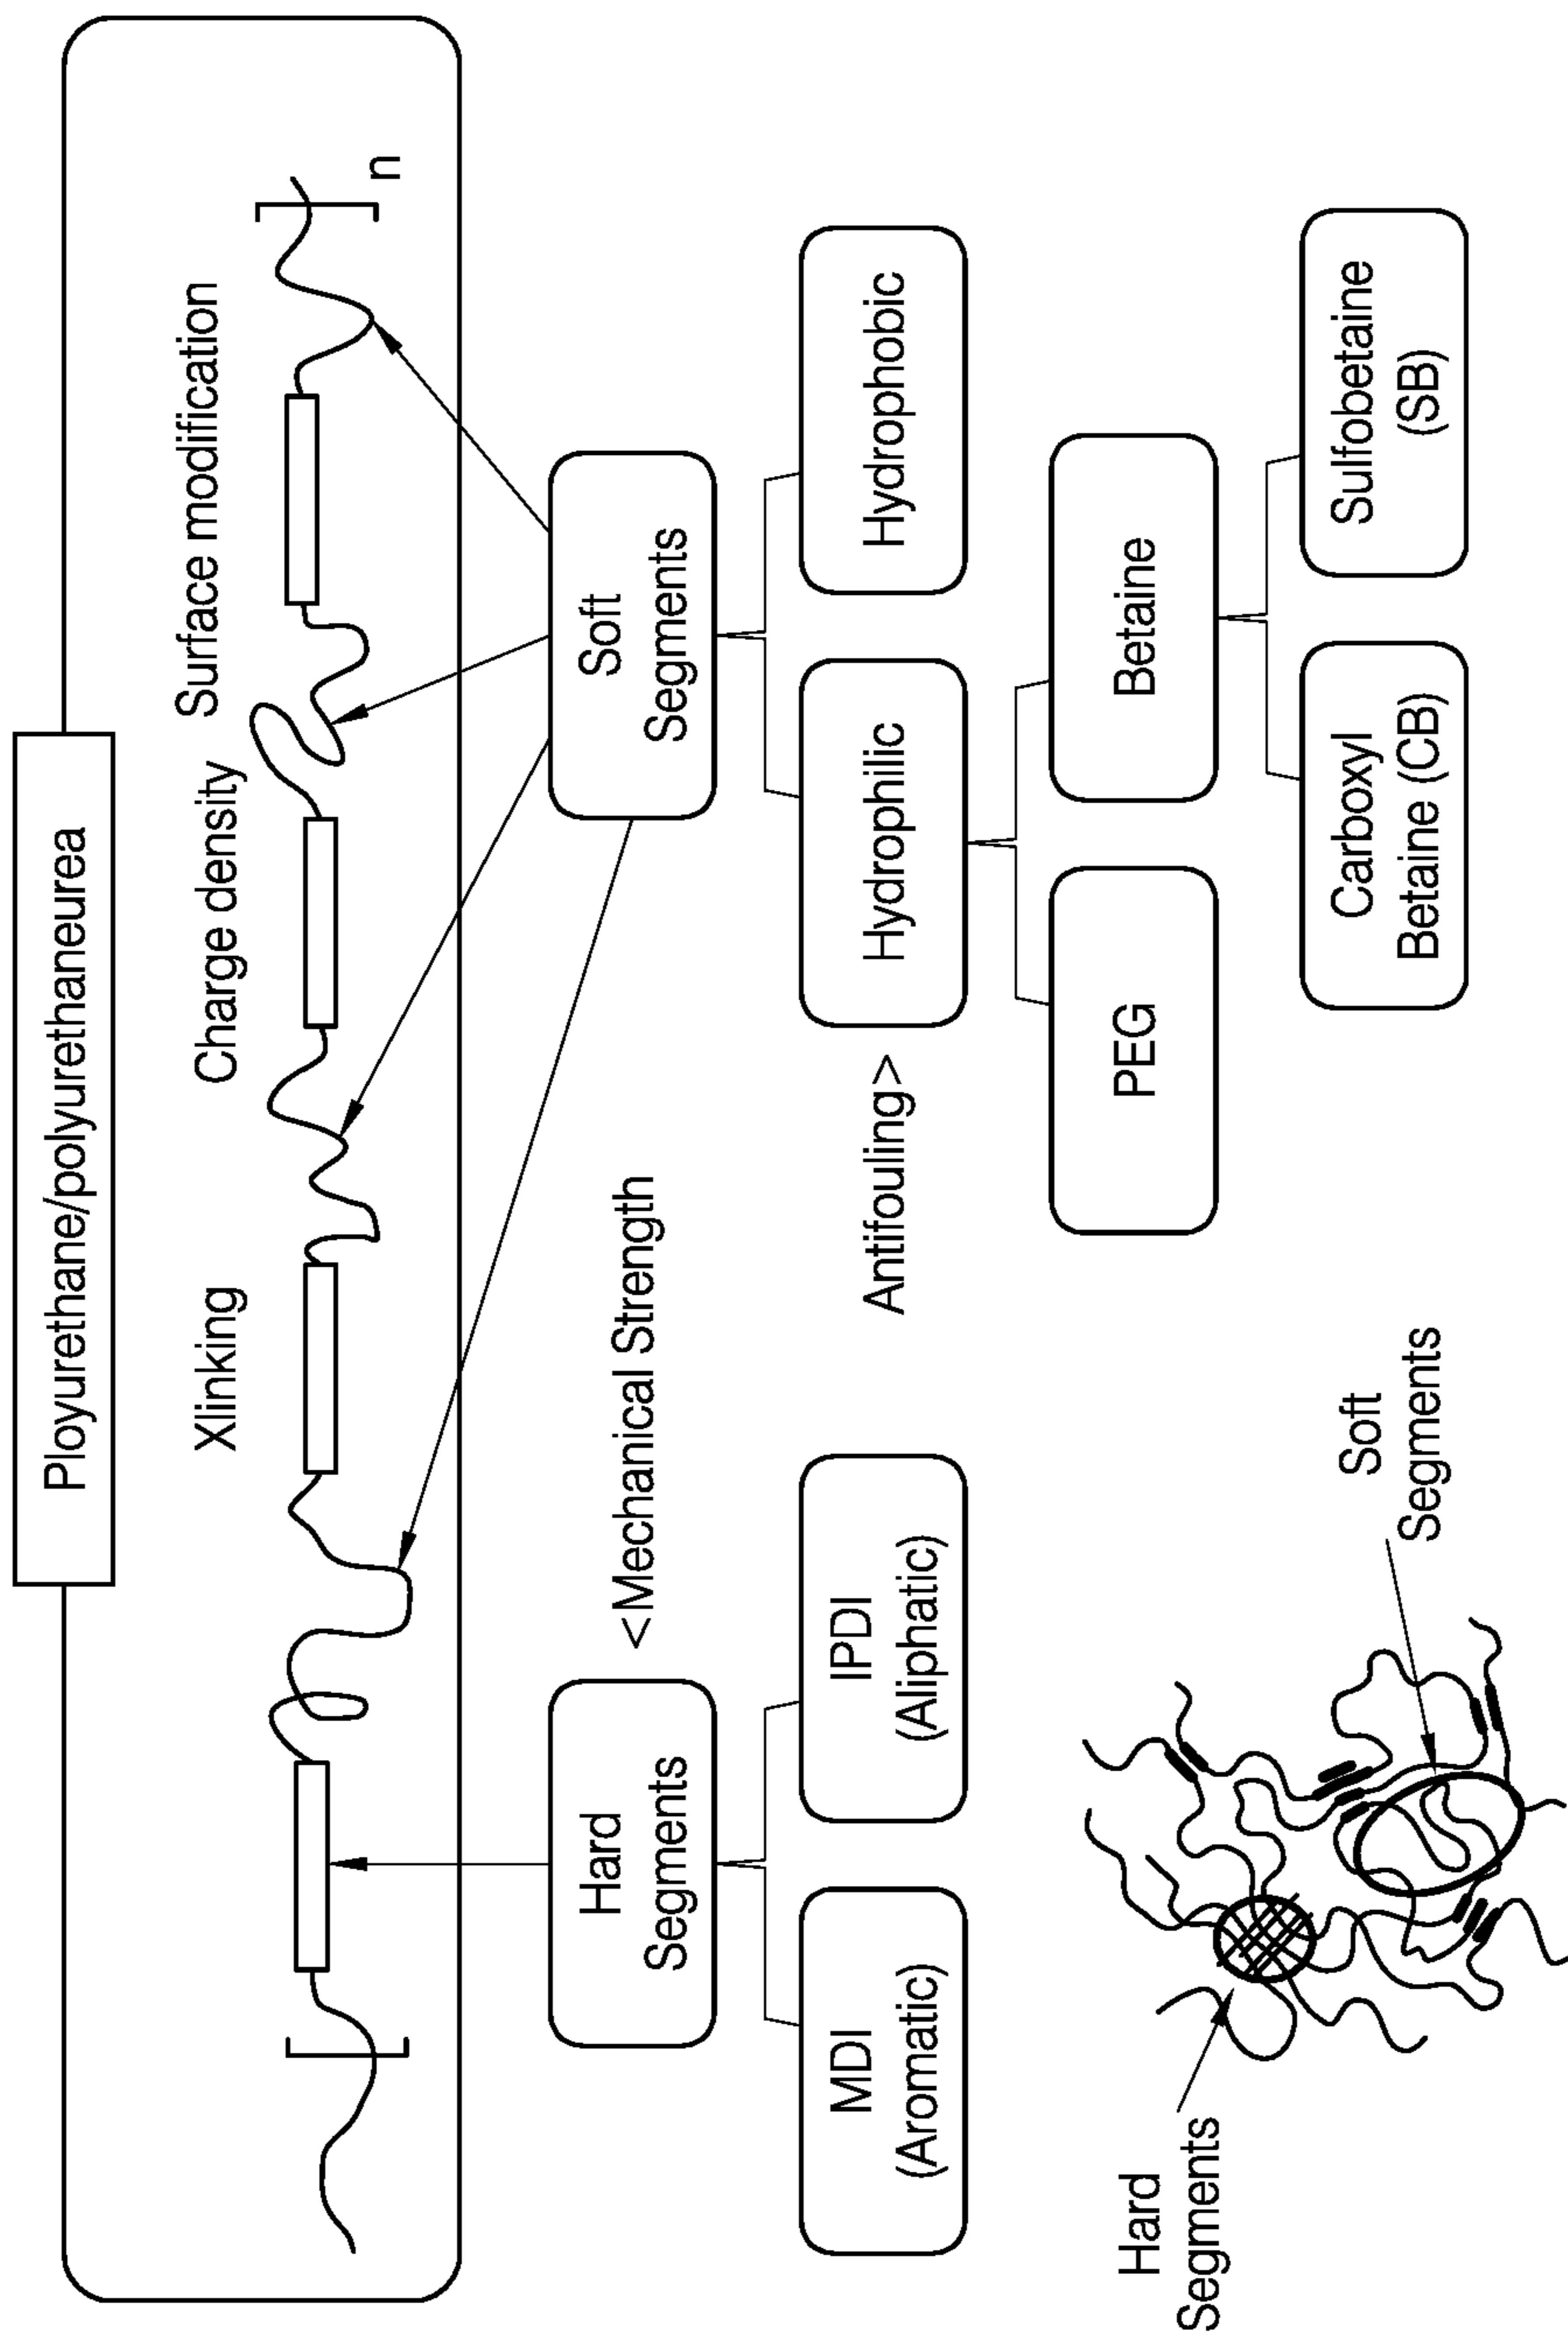 Ployurethane/polyurethaneurea
Xlinking
Charge density
Surface modification
n
Hard
Segments
<Mechanical Strength
Soft
Segments
MDI
(Aromatic)
IPDI
(Aliphatic)
Antifouling>
Hydrophilic
Hydrophobic
PEG
Betaine
Carboxyl
Betaine (CB)
Sulfobetaine
(SB)
Hard
Segments
Soft
Segments